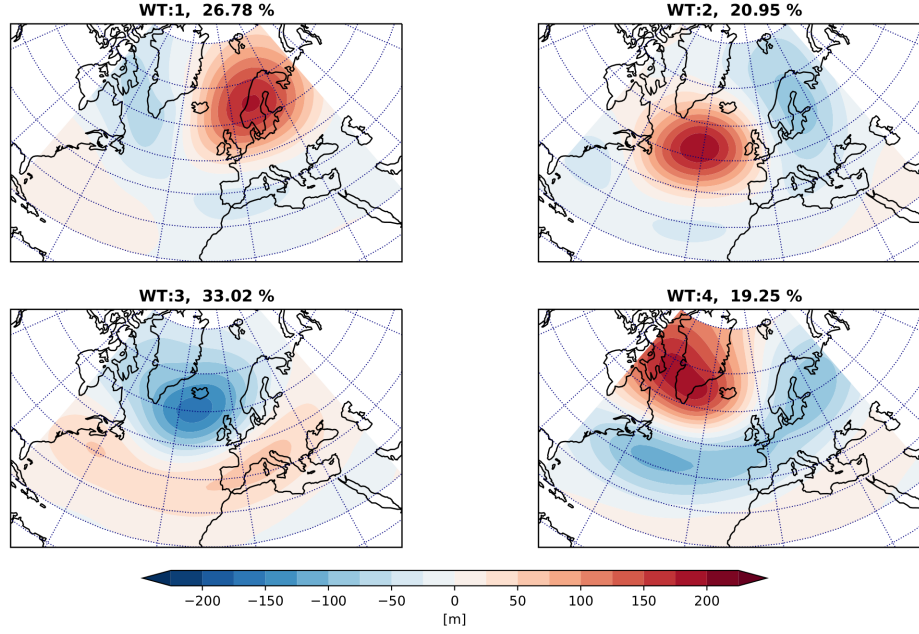 WT:1,  26.78 %
WT:2,  20.95 %
WT:3,  33.02 %
WT:4,  19.25 %
−200 −150 −100 −50 0 50 100 150 200
[m]